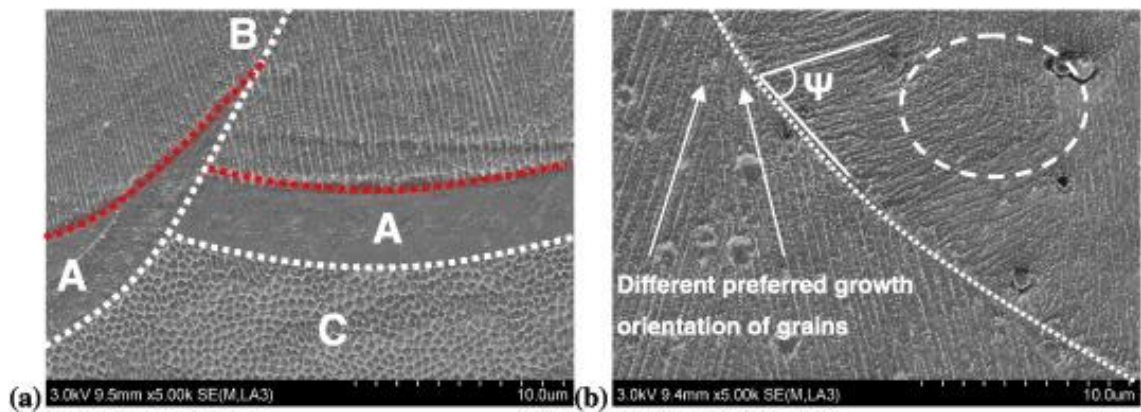 B
A
A
C
3.0kV 9.5mm x5.00k SE(M,LA3) 10.0um
(a)
Ψ
Different preferred growth
orientation of grains
3.0kV 9.4mm x5.00k SE(M,LA3) 10.0um
(b)